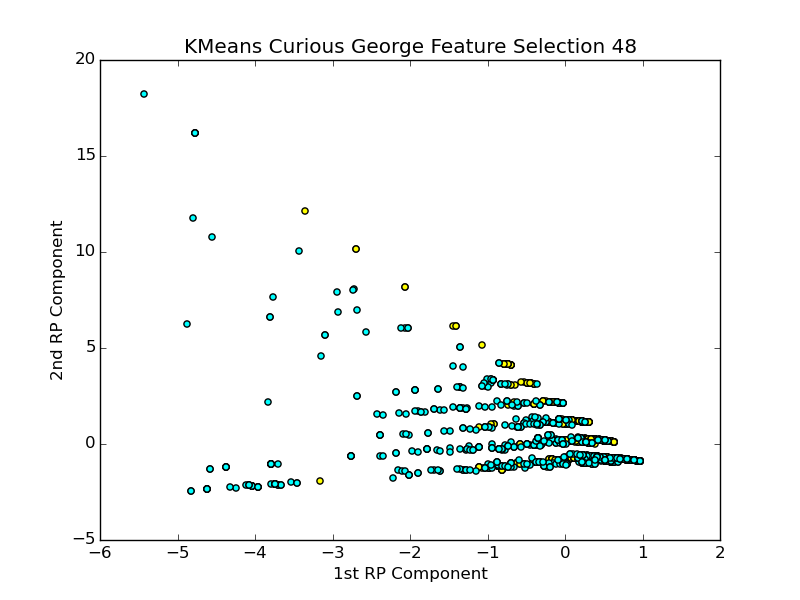 KMeans Curious George Feature Selection 48
20
15
10
5
0
−5
2nd RP Component
−6 −5 −4 −3 −2 −1 0 1 2
1st RP Component